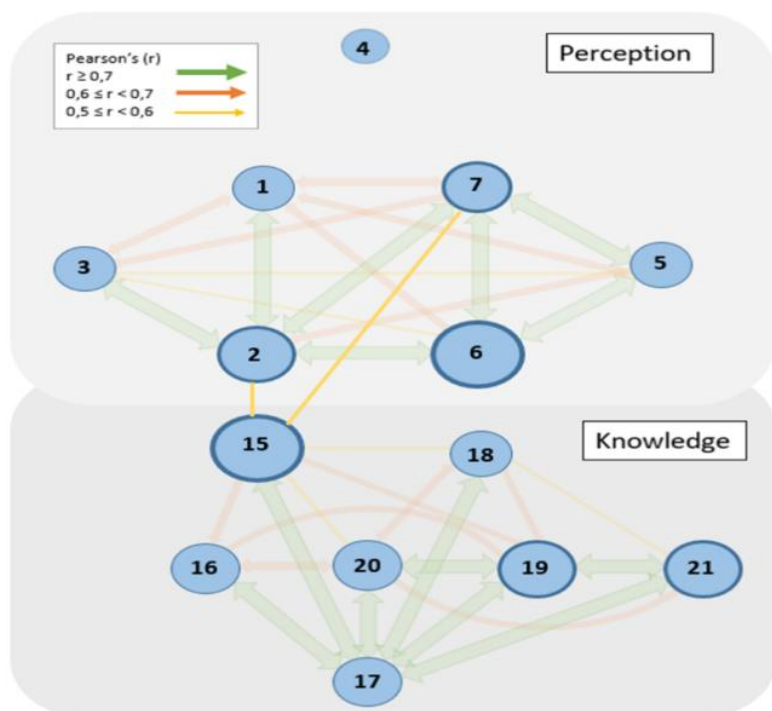 4
Perception
Pearson's (r)
r ≥ 0,7
0,6 ≤ r < 0,7
0,5 ≤ r < 0,6
1
7
3
5
2
6
15
18
Knowledge
16
20
19
21
17